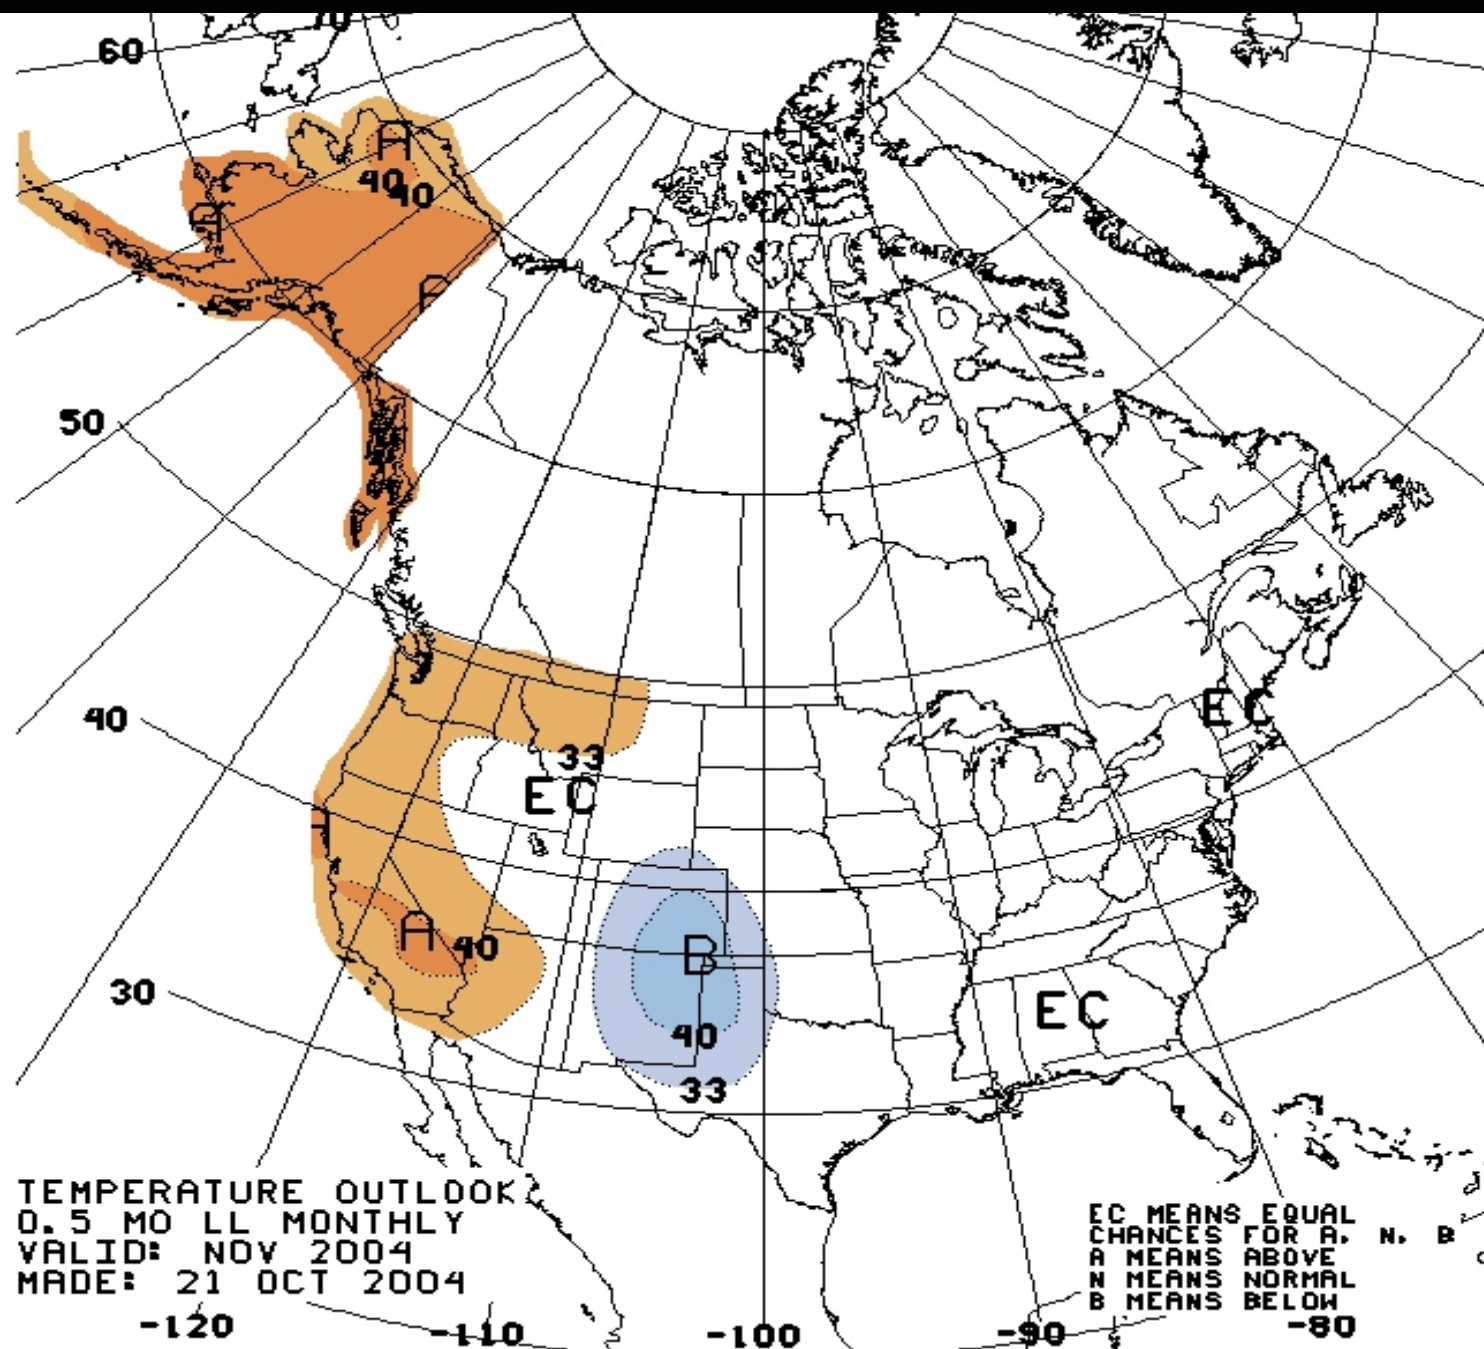 70
60
A
40
40
A
A
50
EC
40
33
EC
A
A
40
B
30
EC
40
33
TEMPERATURE OUTLOOK
0.5 MO LL MONTHLY
VALID: NOV 2004
MADE: 21 OCT 2004
EC MEANS EQUAL
CHANCES FOR A, N, B
A MEANS ABOVE
N MEANS NORMAL
B MEANS BELOW
-120
-110
-100
-90
-80